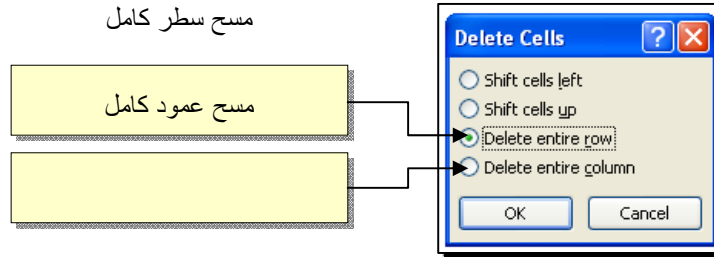 مسح سطر كامل
مسح عمود كامل
Delete Cells
Shift cells left
Shift cells up
Delete entire row
Delete entire column
OK
Cancel